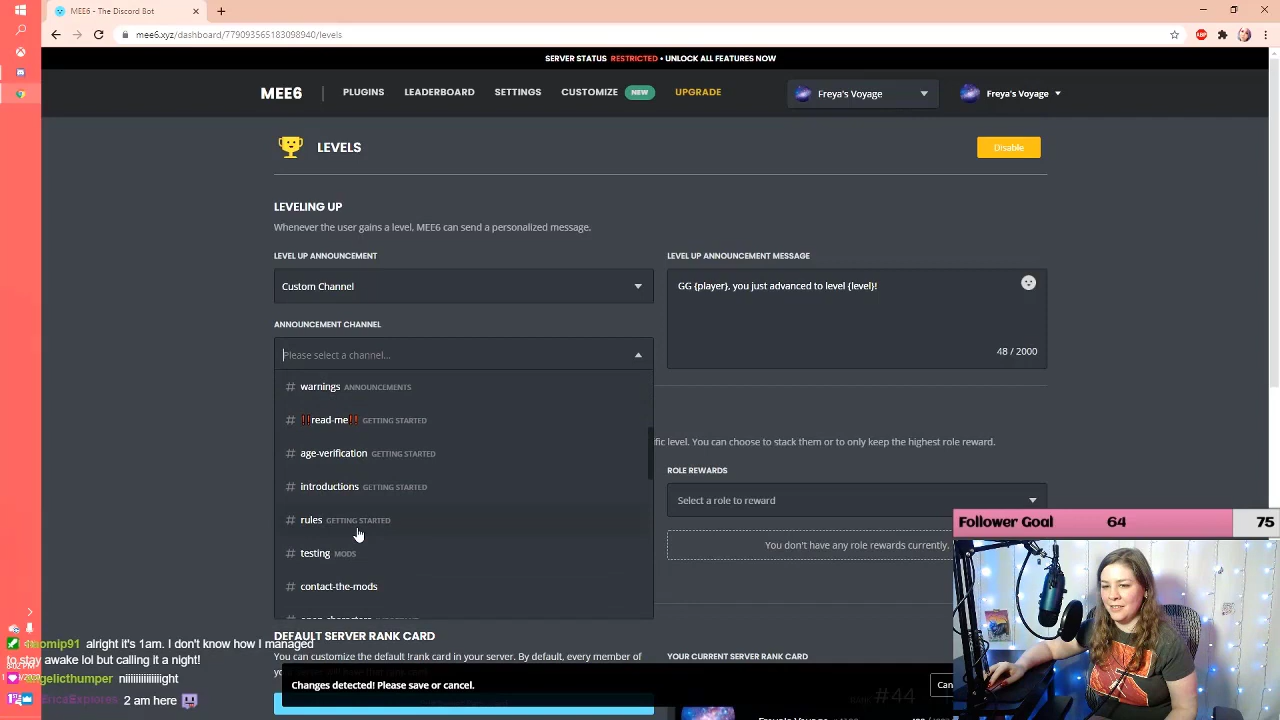 MEE6 - The Discord Bot
mee6.xyz/dashboard/779093565183098940/levels
SERVER STATUS RESTRICTED • UNLOCK ALL FEATURES NOW
MEE6 PLUGINS LEADERBOARD SETTINGS CUSTOMIZE NEW UPGRADE Freya's Voyage Freya's Voyage
LEVELS Disable
LEVELING UP
Whenever the user gains a level, MEE6 can send a personalized message.
LEVEL UP ANNOUNCEMENT LEVEL UP ANNOUNCEMENT MESSAGE
Custom Channel GG {player}, you just advanced to level {level}!
ANNOUNCEMENT CHANNEL
Please select a channel... 48 / 2000
# warnings ANNOUNCEMENTS
# ‼read-me‼ GETTING STARTED
fic level. You can choose to stack them or to only keep the highest role reward.
# age-verification GETTING STARTED
ROLE REWARDS
# introductions GETTING STARTED
Select a role to reward
# rules GETTING STARTED
Follower Goal 64 75
You don't have any role rewards currently.
# testing MODS
# contact-the-mods
DEFAULT SERVER RANK CARD
You can customize the default !rank card in your server. By default, every member of
YOUR CURRENT SERVER RANK CARD
Changes detected! Please save or cancel. Can
#44
alright it's 1am. I don't know how I managed
to stay awake lol but calling it a night!
gelicthumper niiiiiiiiiiiiight
EricaExplores 2 am here